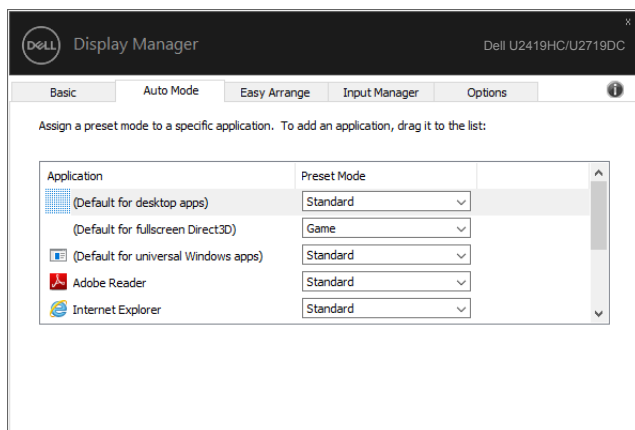 x
DELL Display Manager Dell U2419HC/U2719DC
Basic Auto Mode Easy Arrange Input Manager Options i
Assign a preset mode to a specific application. To add an application, drag it to the list:
Application Preset Mode
(Default for desktop apps) Standard
(Default for fullscreen Direct3D) Game
(Default for universal Windows apps) Standard
Adobe Reader Standard
Internet Explorer Standard